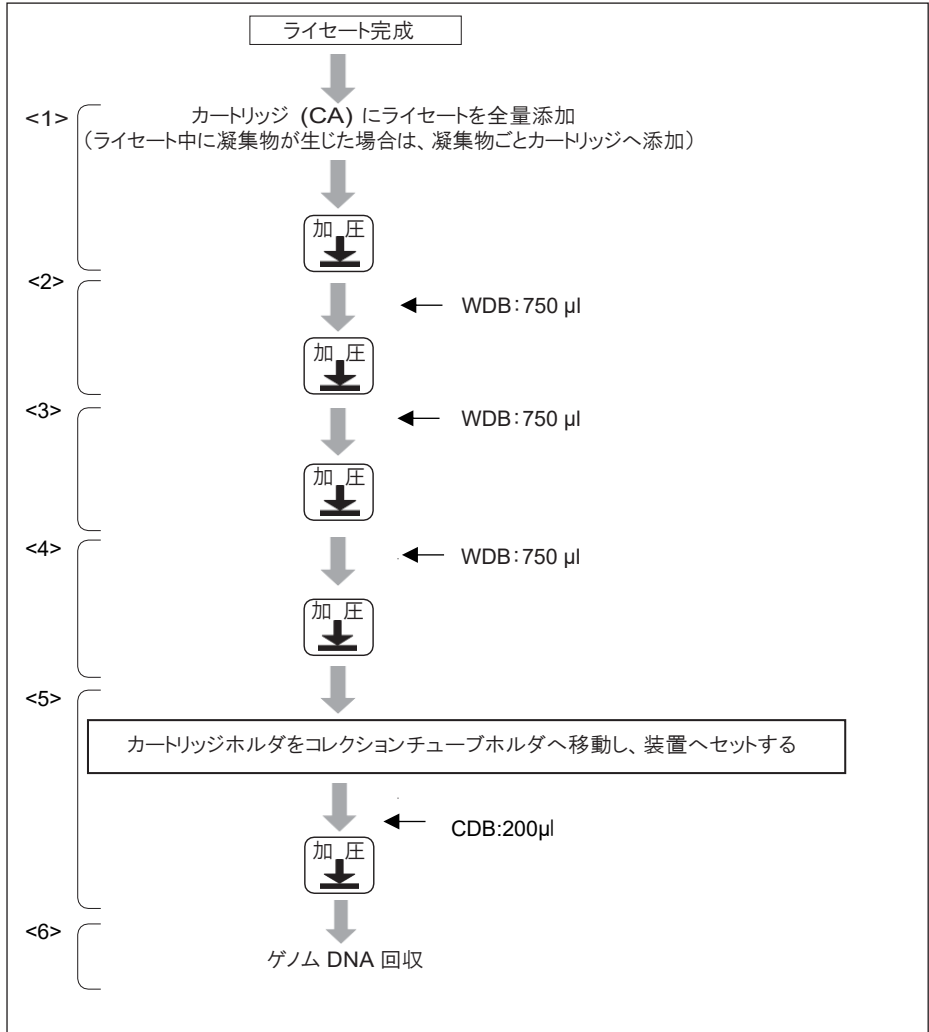 ライセート完成
<1>
カートリッジ (CA) にライセートを全量添加
（ライセート中に凝集物が生じた場合は、凝集物ごとカートリッジへ添加）
加 圧
<2>
WDB：750 µl
加 圧
<3>
WDB：750 µl
加 圧
<4>
WDB：750 µl
加 圧
<5>
カートリッジホルダをコレクションチューブホルダへ移動し、装置へセットする
CDB:200µl
加 圧
<6>
ゲノム DNA 回収